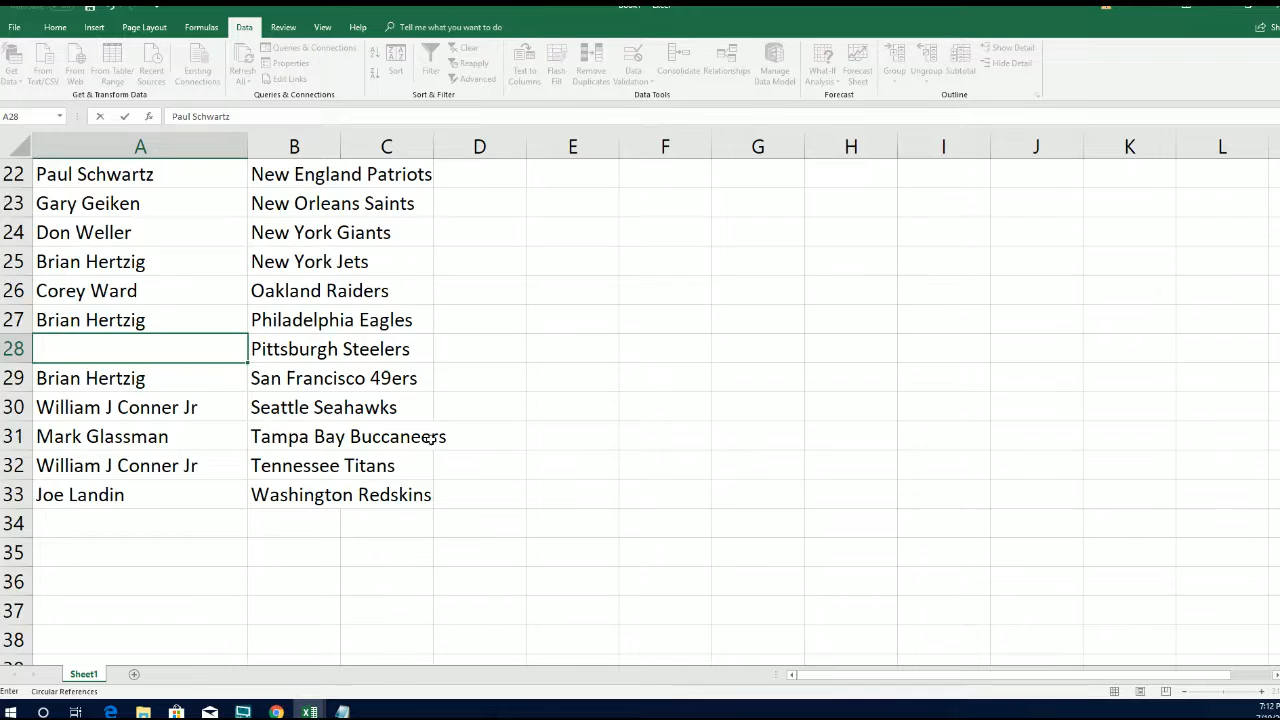 File Home Insert Page Layout Formulas Data Review View Help Tell me what you want to do
Get Data From Text/CSV From Web From Table/ Range Recent Sources Existing Connections
Refresh All Queries & Connections Properties Edit Links
Sort Filter Clear Reapply Advanced
Text to Columns Flash Fill Remove Duplicates Data Validation Consolidate Relationships Manage Data Model
What-If Analysis Forecast Sheet Group Ungroup Subtotal Show Detail Hide Detail
Get & Transform Data Queries & Connections Sort & Filter Data Tools Forecast Outline
A28 fx Paul Schwartz
A B C D E F G H I J K L
22 Paul Schwartz New England Patriots
23 Gary Geiken New Orleans Saints
24 Don Weller New York Giants
25 Brian Hertzig New York Jets
26 Corey Ward Oakland Raiders
27 Brian Hertzig Philadelphia Eagles
28 Pittsburgh Steelers
29 Brian Hertzig San Francisco 49ers
30 William J Conner Jr Seattle Seahawks
31 Mark Glassman Tampa Bay Buccaneers
32 William J Conner Jr Tennessee Titans
33 Joe Landin Washington Redskins
34
35
36
37
38
Sheet1
Enter Circular References
7:12 P